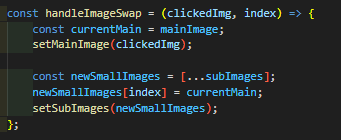 const handleImageSwap = (clickedImg, index) => {
    const currentMain = mainImage;
    setMainImage(clickedImg);

    const newSmallImages = [...subImages];
    newSmallImages[index] = currentMain;
    setSubImages(newSmallImages);
};